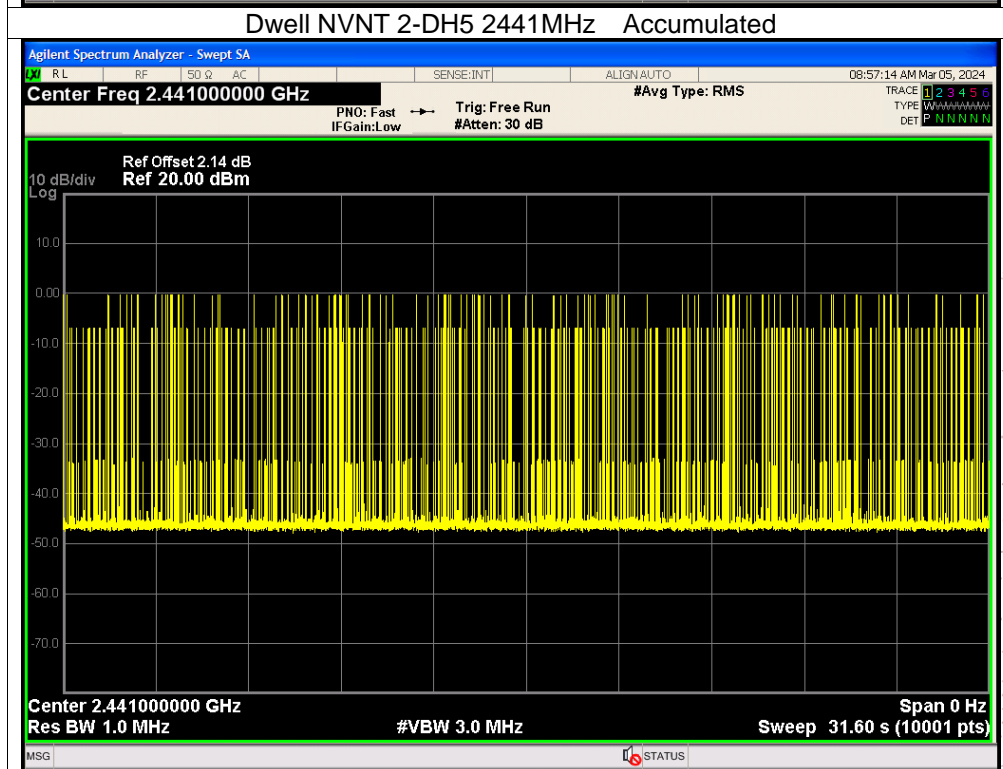 Dwell NVNT 2-DH5 2441MHz Accumulated
Agilent Spectrum Analyzer - Swept SA
LXI RL RF 50 Ω AC SENSE:INT ALIGN AUTO 08:57:14 AM Mar 05, 2024
Center Freq 2.441000000 GHz #Avg Type: RMS TRACE 1 2 3 4 5 6
PNO: Fast Trig: Free Run TYPE WWWWWW
IFGain:Low #Atten: 30 dB DET P N N N N N
Ref Offset 2.14 dB
10 dB/div Ref 20.00 dBm
Log
10.0
0.00
-10.0
-20.0
-30.0
-40.0
-50.0
-60.0
-70.0
Center 2.441000000 GHz Span 0 Hz
Res BW 1.0 MHz #VBW 3.0 MHz Sweep 31.60 s (10001 pts)
MSG STATUS